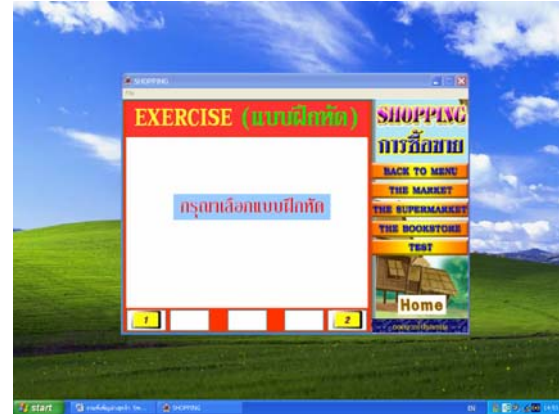 SHOPPING
EXERCISE (แบบฝึกหัด)
กรุณาเลือกแบบฝึกหัด
1
2
SHOPPING
การซื้อขาย
BACK TO MENU
THE MARKET
THE SUPERMARKET
THE BOOKSTORE
TEST
Home
start
SHOPPING
EN